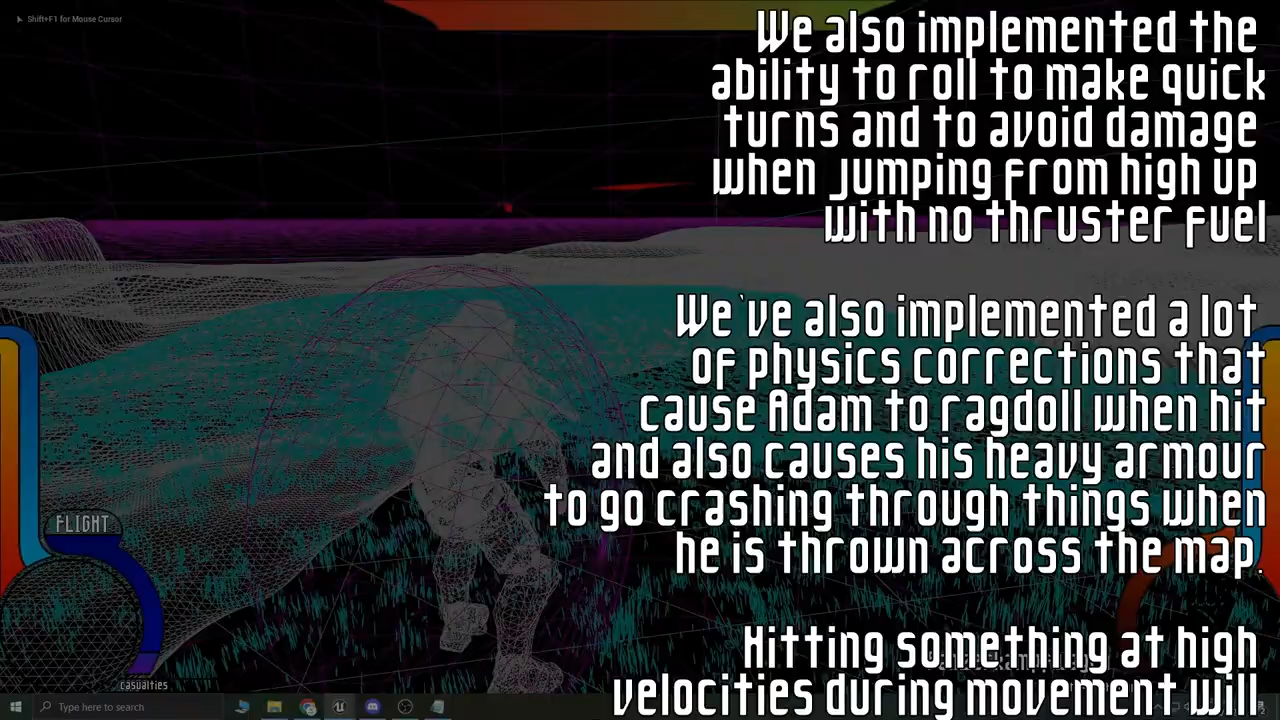 Shift+F1 for Mouse Cursor
We also implemented the
ability to roll to make quick
turns and to avoid damage
when jumping from high up
with no thruster fuel
We've also implemented a lot
of physics corrections that
cause Adam to ragdoll when hit
and also causes his heavy armour
to go crashing through things when
he is thrown across the map.
Hitting something at high
velocities during movement will
FLIGHT
casualties
Type here to search